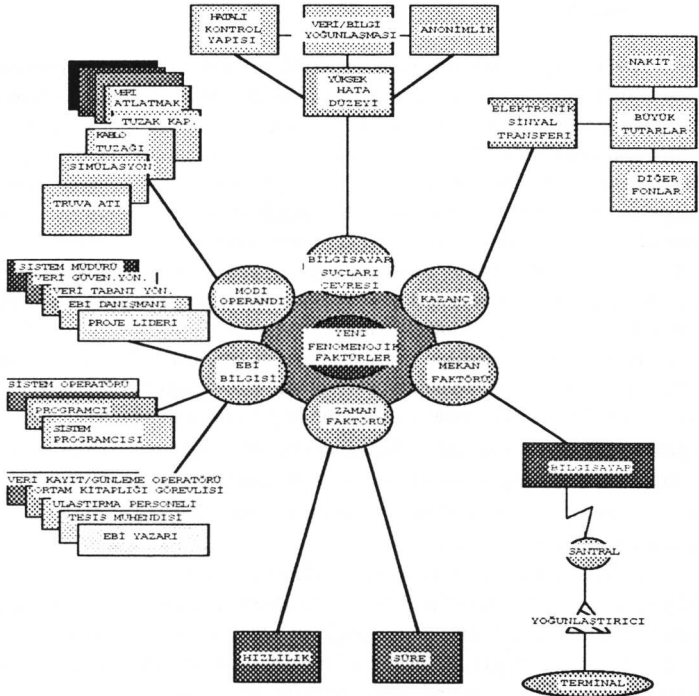 HATALI
KONTROL
YAPISI
VERİ/BİLGİ
YOĞUNLAŞMASI
ANONİMLİK
YÜKSEK
HATA
DÜZEYİ
NAKİT
ELEKTRONİK
SİNYAL
TRANSFERİ
BÜYÜK
TUTARLAR
DİĞER
FONLAR
VERİ
ATLATMAK
TUZAK KAP.
KABLO
TUZAĞI
SİMÜLASYON
TRUVA ATI
BİLGİSAYAR
SUÇLARI
ÇEVRESİ
MODİ
OPERANDİ
KAZANÇ
YENİ
FENOMENOJİK
FAKTÜRLER
EBİ
BİLGİSİ
MEKAN
FAKTÖRÜ
ZAMAN
FAKTÖRÜ
SİSTEM MÜDÜRÜ
VERİ GÜVEN.YÖN.
VERİ TABANI YÖN.
EBİ DANIŞMANI
PROJE LİDERİ
SİSTEM OPERATÖRÜ
PROGRAMCI
SİSTEM
PROGRAMCISI
VERİ KAYIT/GÜNLEME OPERATÖRÜ
ORTAM KİTAPLIĞI GÖREVLİSİ
ULAŞTIRMA PERSONELİ
TESİS MÜHENDİSİ
EBİ YAZARI
BİLGİSAYAR
SANTRAL
YOĞUNLAŞTIRICI
TERMİNAL
HIZLILIK
SÜRE